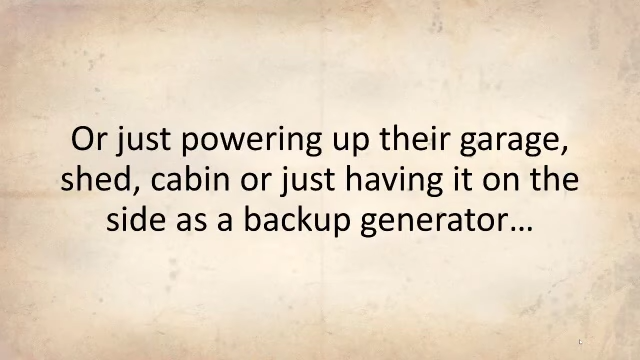 Or just powering up their garage,
shed, cabin or just having it on the
side as a backup generator…